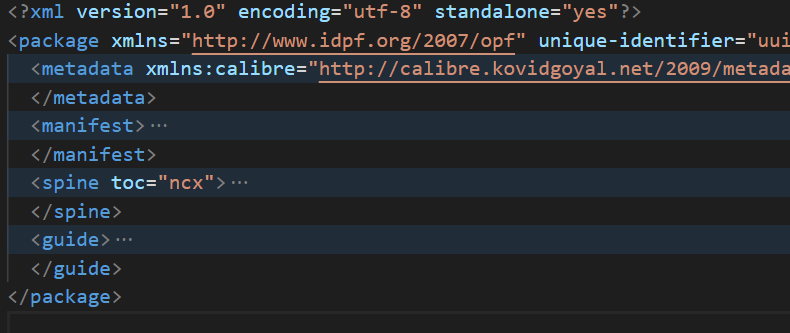 <?xml version="1.0" encoding="utf-8" standalone="yes"?>
<package xmlns="http://www.idpf.org/2007/opf" unique-identifier="uui
<metadata xmlns:calibre="http://calibre.kovidgoyal.net/2009/metada
</metadata>
<manifest>···
</manifest>
<spine toc="ncx">···
</spine>
<guide>···
</guide>
</package>